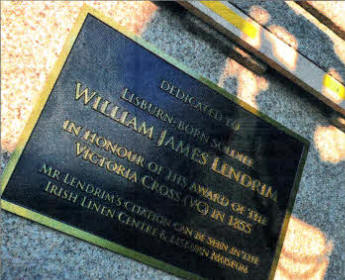 DEDICATED TO
LISBURN-BORN SOLDIER
WILLIAM JAMES LENDRIM
IN HONOUR OF HIS AWARD OF THE
VICTORIA CROSS (VC) IN 1855
MR LENDRIM'S CITATION CAN BE SEEN IN THE
IRISH LINEN CENTRE & LISBURN MUSEUM